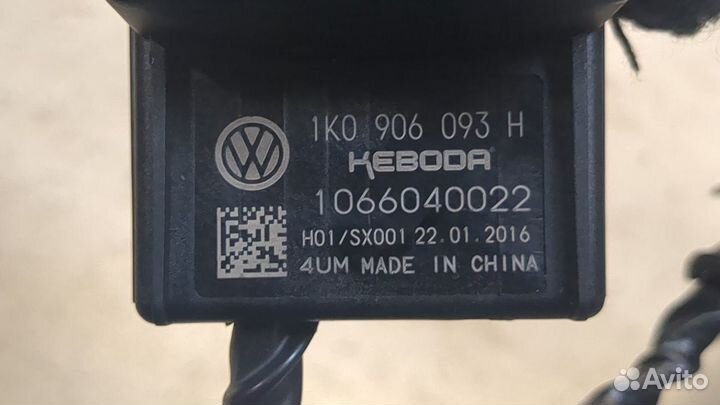 1K0 906 093 H
KEBODA
1066040022
H01/SX001 22.01.2016
4UM MADE IN CHINA
Avito